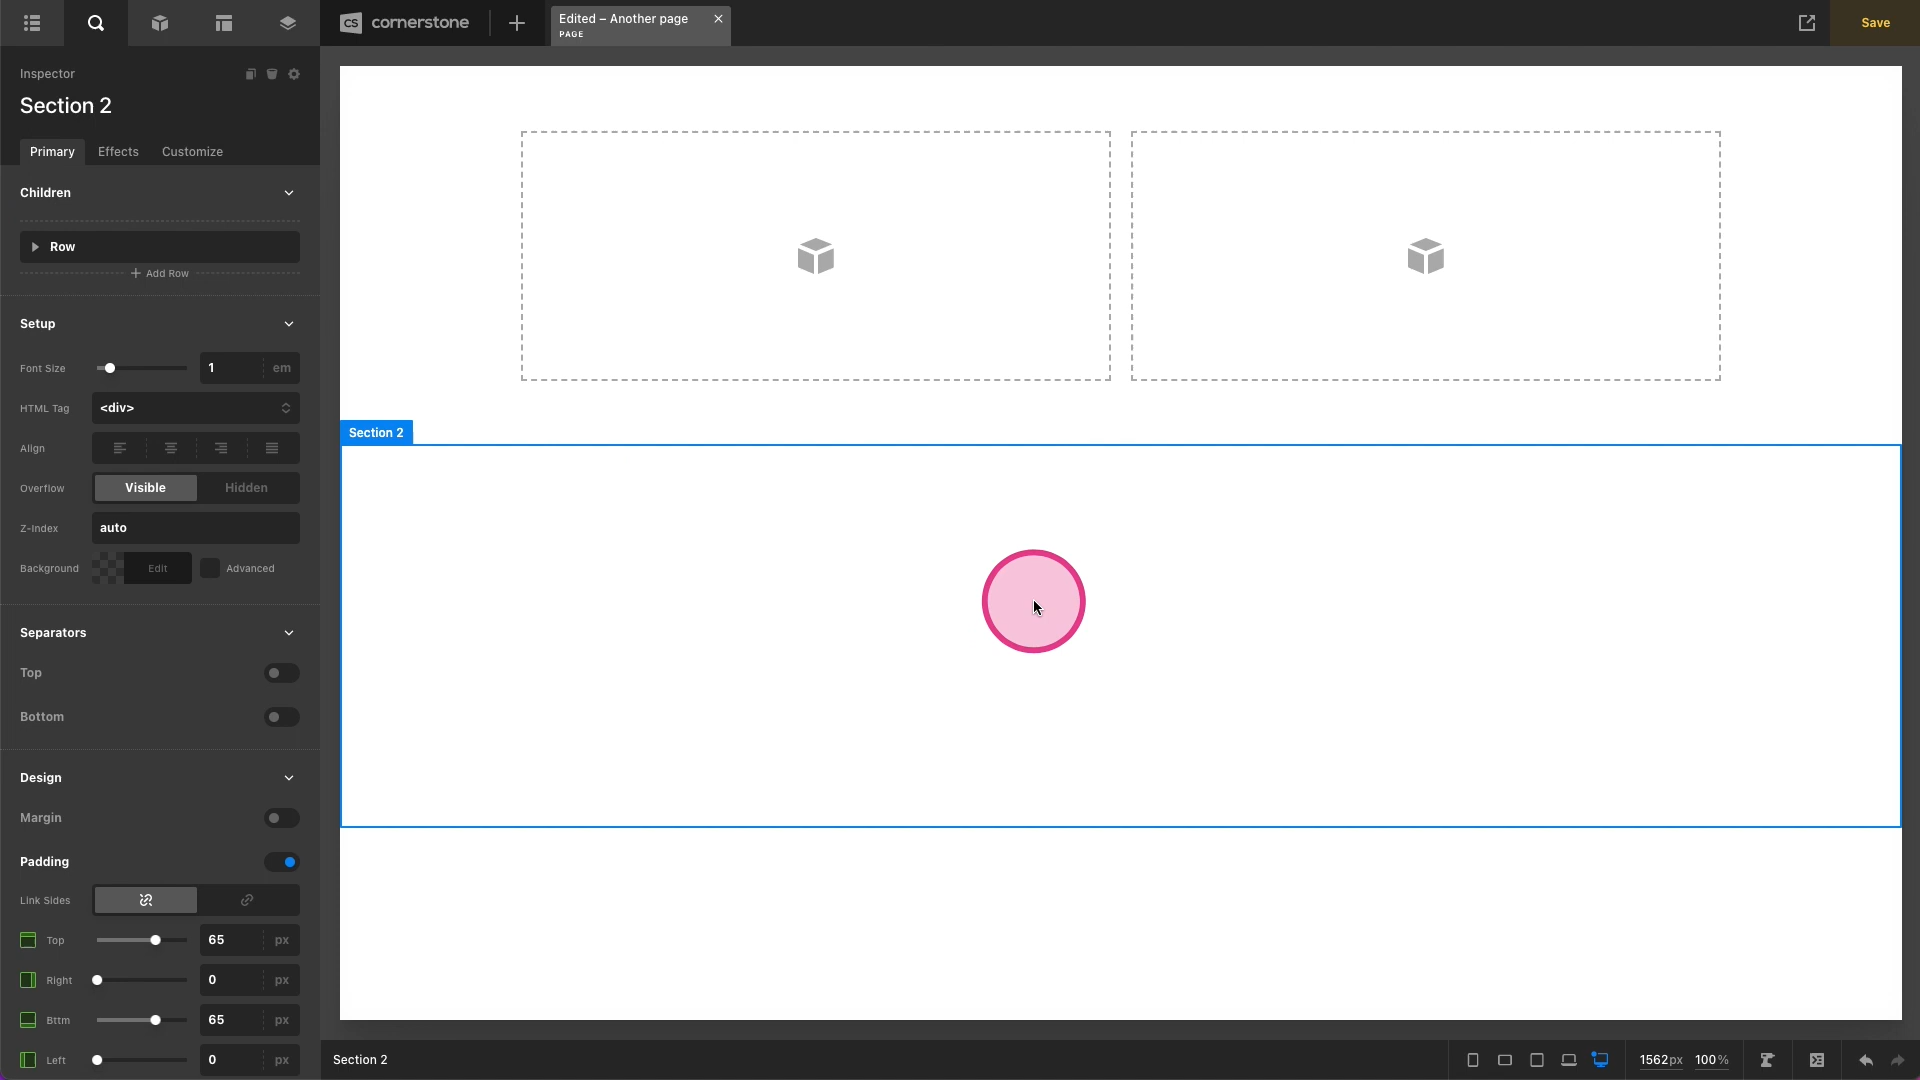 CS cornerstone
Edited – Another page
PAGE
Save
Inspector
Section 2
Primary Effects Customize
Children
Row
Add Row
Setup
Font Size 1 em
HTML Tag <div>
Align
Overflow Visible Hidden
Z-Index auto
Background Edit Advanced
Separators
Top
Bottom
Design
Margin
Padding
Link Sides
Top 65 px
Right 0 px
Bttm 65 px
Left 0 px
Section 2
Section 2
1562px 100%